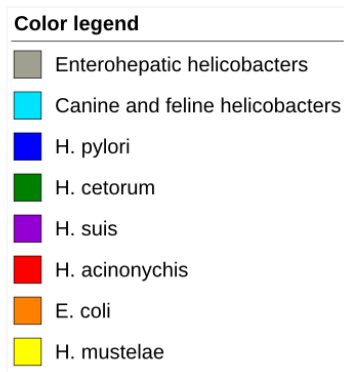 Color legend
Enterohepatic helicobacters
Canine and feline helicobacters
H. pylori
H. cetorum
H. suis
H. acinonychis
E. coli
H. mustelae